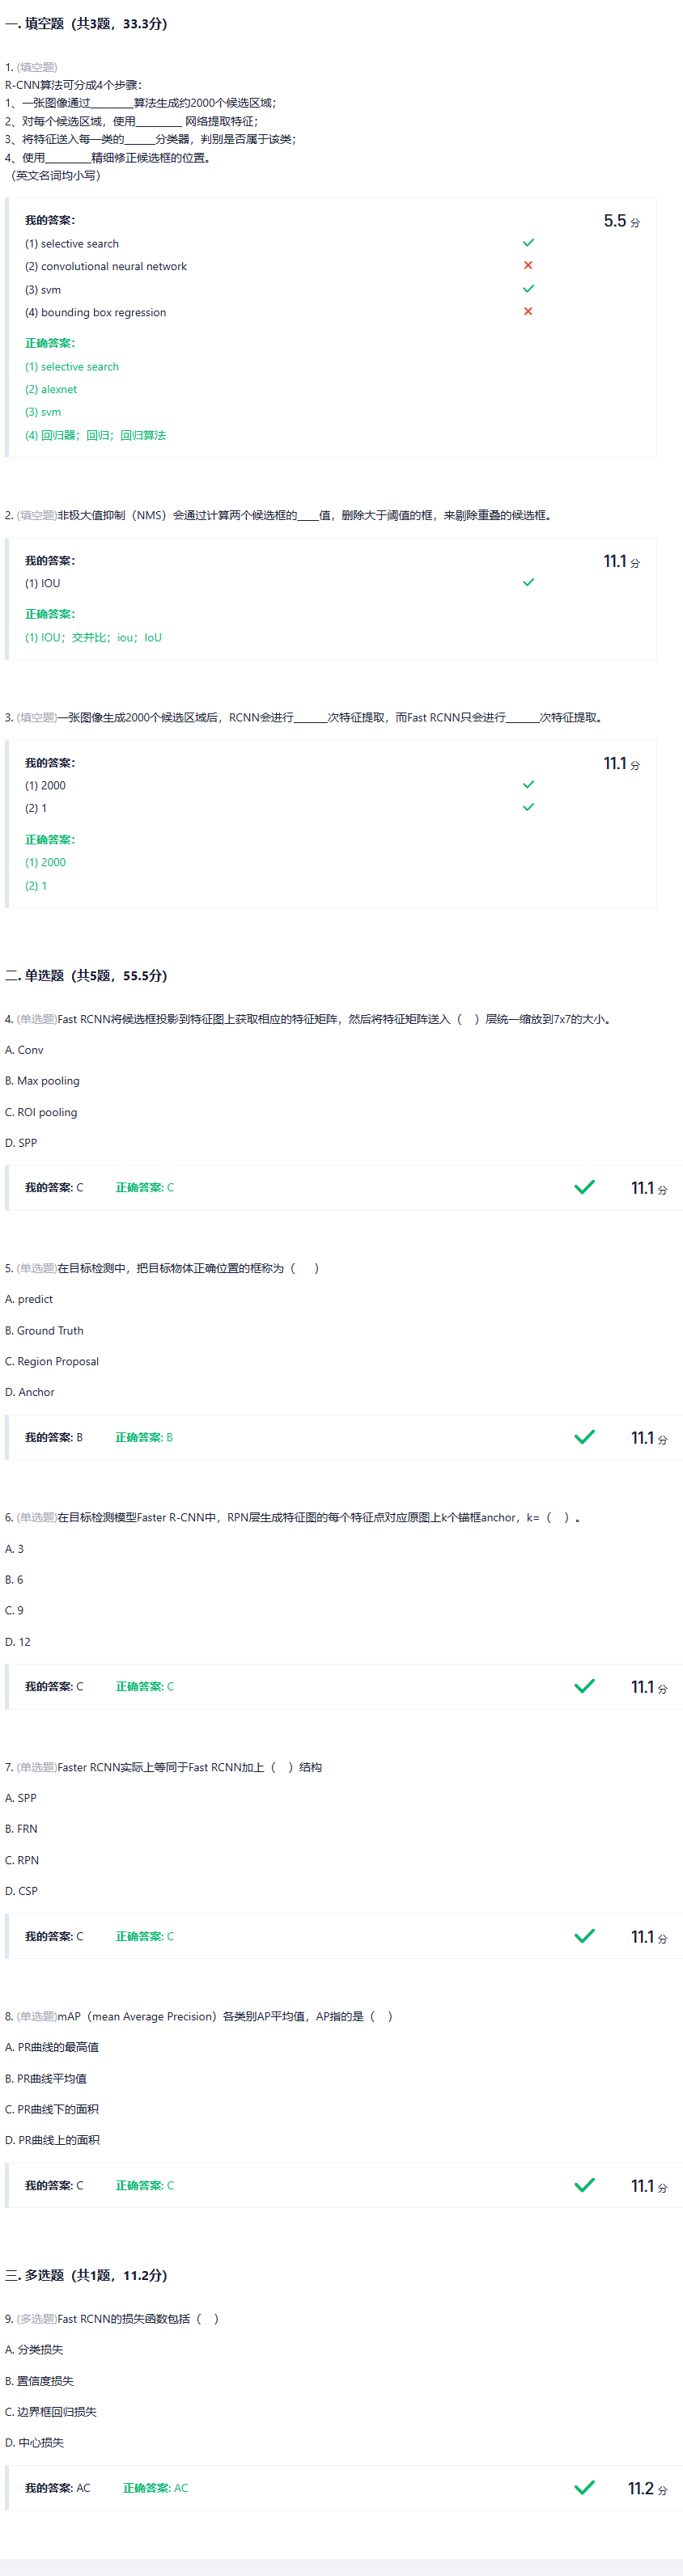 一. 填空题（共3题，33.3分）
1. (填空题)
R-CNN算法可分成4个步骤：
1、一张图像通过________算法生成约2000个候选区域；
2、对每个候选区域，使用_________ 网络提取特征；
3、将特征送入每一类的______分类器，判别是否属于该类；
4、使用_________精细修正候选框的位置。
（英文名词均小写）
我的答案：
5.5 分
(1) selective search
(2) convolutional neural network
(3) svm
(4) bounding box regression
正确答案：
(1) selective search
(2) alexnet
(3) svm
(4) 回归器；回归；回归算法
2. (填空题)非极大值抑制（NMS）会通过计算两个候选框的____值，删除大于阈值的框，来剔除重叠的候选框。
我的答案：
11.1 分
(1) IOU
正确答案：
(1) IOU；交并比；iou；IoU
3. (填空题)一张图像生成2000个候选区域后，RCNN会进行______次特征提取，而Fast RCNN只会进行______次特征提取。
我的答案：
11.1 分
(1) 2000
(2) 1
正确答案：
(1) 2000
(2) 1
二. 单选题（共5题，55.5分）
4. (单选题)Fast RCNN将候选框投影到特征图上获取相应的特征矩阵，然后将特征矩阵送入（ ）层统一缩放到7x7的大小。
A. Conv
B. Max pooling
C. ROI pooling
D. SPP
我的答案: C 正确答案: C 11.1 分
5. (单选题)在目标检测中，把目标物体正确位置的框称为（ ）
A. predict
B. Ground Truth
C. Region Proposal
D. Anchor
我的答案: B 正确答案: B 11.1 分
6. (单选题)在目标检测模型Faster R-CNN中，RPN层生成特征图的每个特征点对应原图上k个锚框anchor，k=（ ）。
A. 3
B. 6
C. 9
D. 12
我的答案: C 正确答案: C 11.1 分
7. (单选题)Faster RCNN实际上等同于Fast RCNN加上（ ）结构
A. SPP
B. FRN
C. RPN
D. CSP
我的答案: C 正确答案: C 11.1 分
8. (单选题)mAP（mean Average Precision）各类别AP平均值，AP指的是（ ）
A. PR曲线的最高值
B. PR曲线平均值
C. PR曲线下的面积
D. PR曲线上的面积
我的答案: C 正确答案: C 11.1 分
三. 多选题（共1题，11.2分）
9. (多选题)Fast RCNN的损失函数包括（ ）
A. 分类损失
B. 置信度损失
C. 边界框回归损失
D. 中心损失
我的答案: AC 正确答案: AC 11.2 分